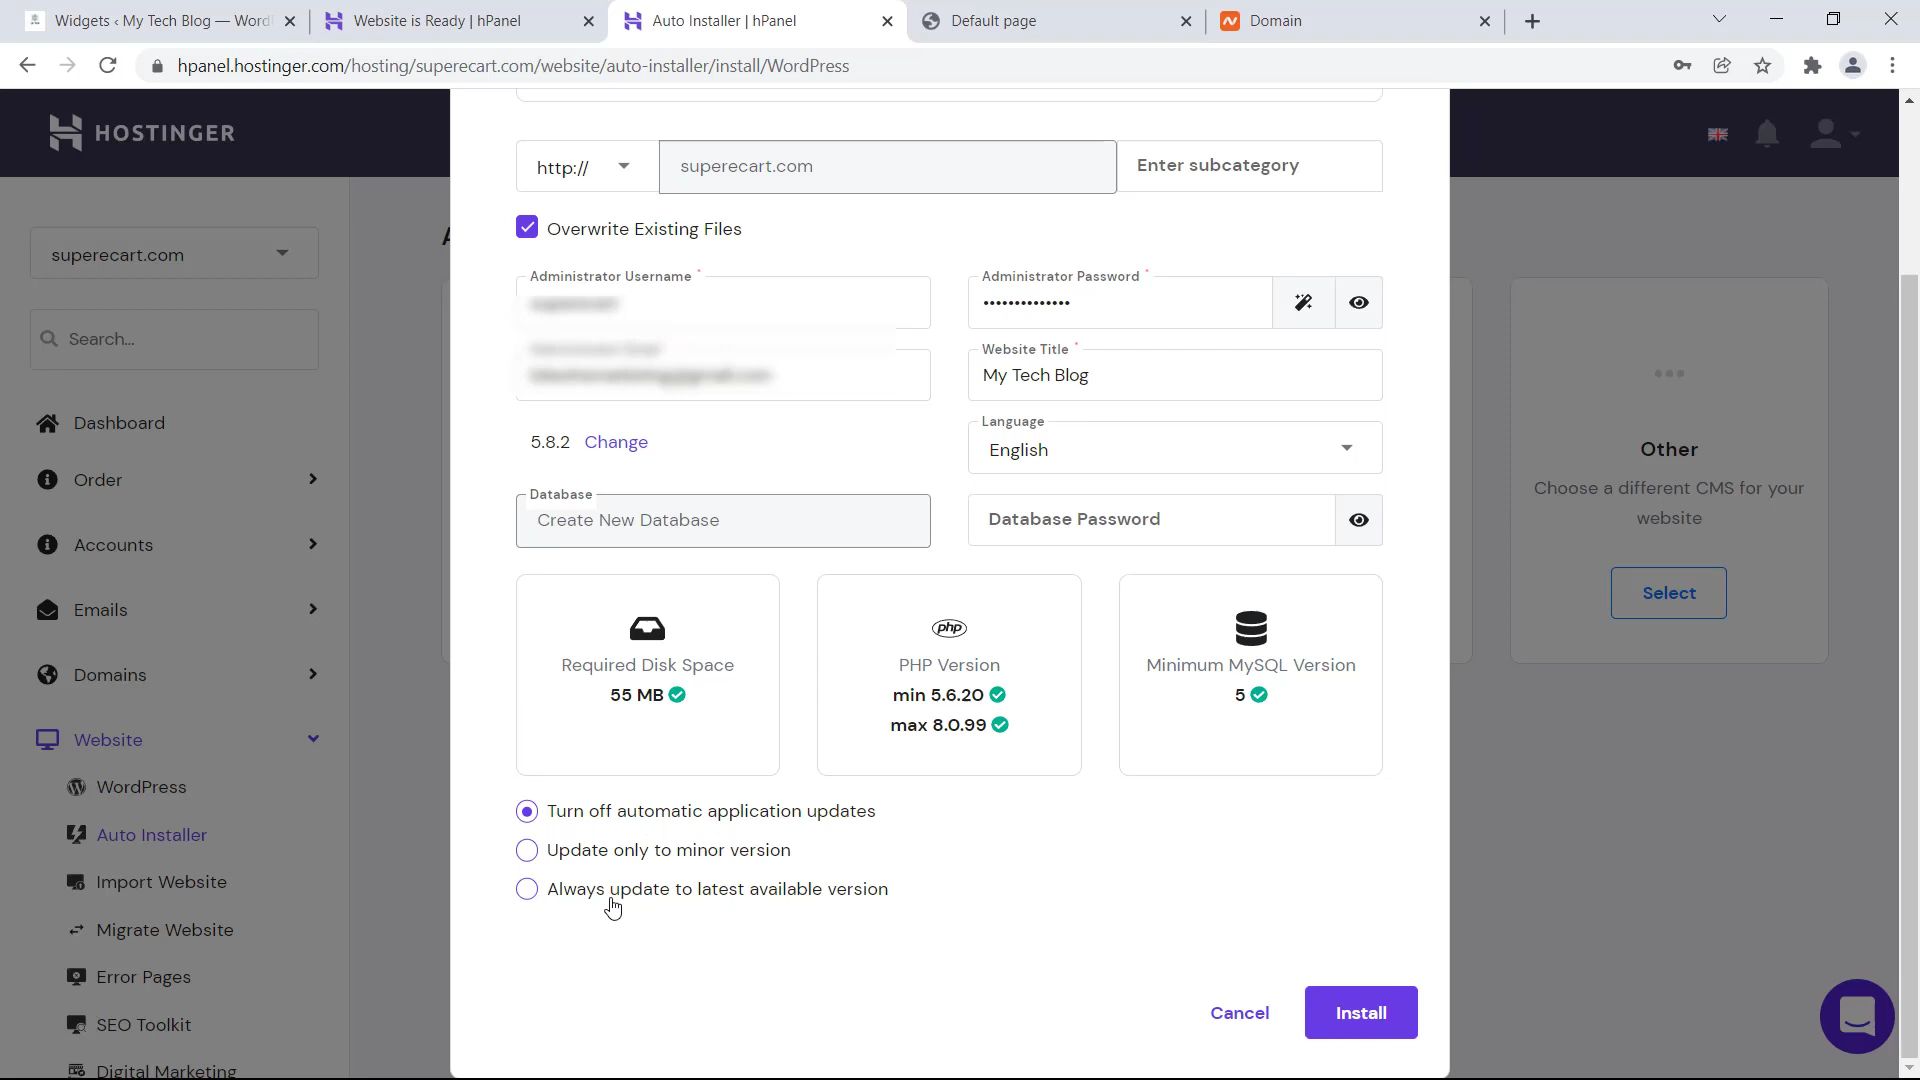 Widgets ‹ My Tech Blog — Word
Website is Ready | hPanel
Auto Installer | hPanel
Default page
Domain
hpanel.hostinger.com/hosting/superecart.com/website/auto-installer/install/WordPress
HOSTINGER
http://
superecart.com
Enter subcategory
Overwrite Existing Files
superecart.com
Administrator Username *
Administrator Password *
••••••••••••••
Search...
Website Title *
My Tech Blog
5.8.2 Change
Language
English
Database
Create New Database
Database Password
Required Disk Space
55 MB
php
PHP Version
min 5.6.20
max 8.0.99
Minimum MySQL Version
5
Turn off automatic application updates
Update only to minor version
Always update to latest available version
Cancel
Install
Dashboard
Order
Accounts
Emails
Domains
Website
WordPress
Auto Installer
Import Website
Migrate Website
Error Pages
SEO Toolkit
Digital Marketing
Other
Choose a different CMS for your
website
Select